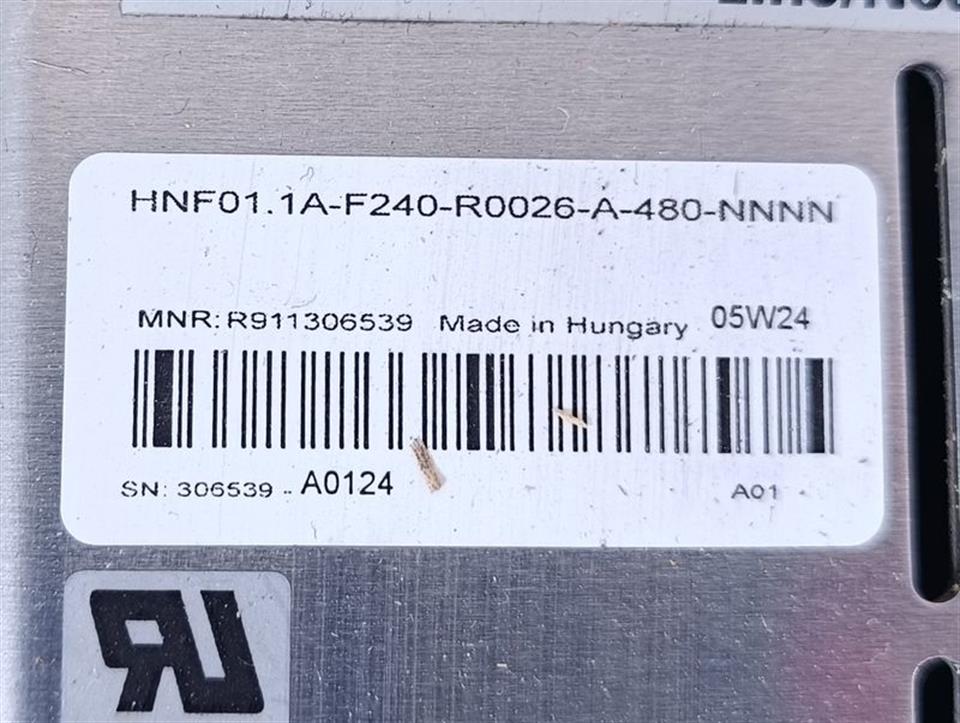 HNF01.1A-F240-R0026-A-480-NNNN
MNR: R911306539 Made in Hungary 05W24
SN: 306539 - A0124 A01